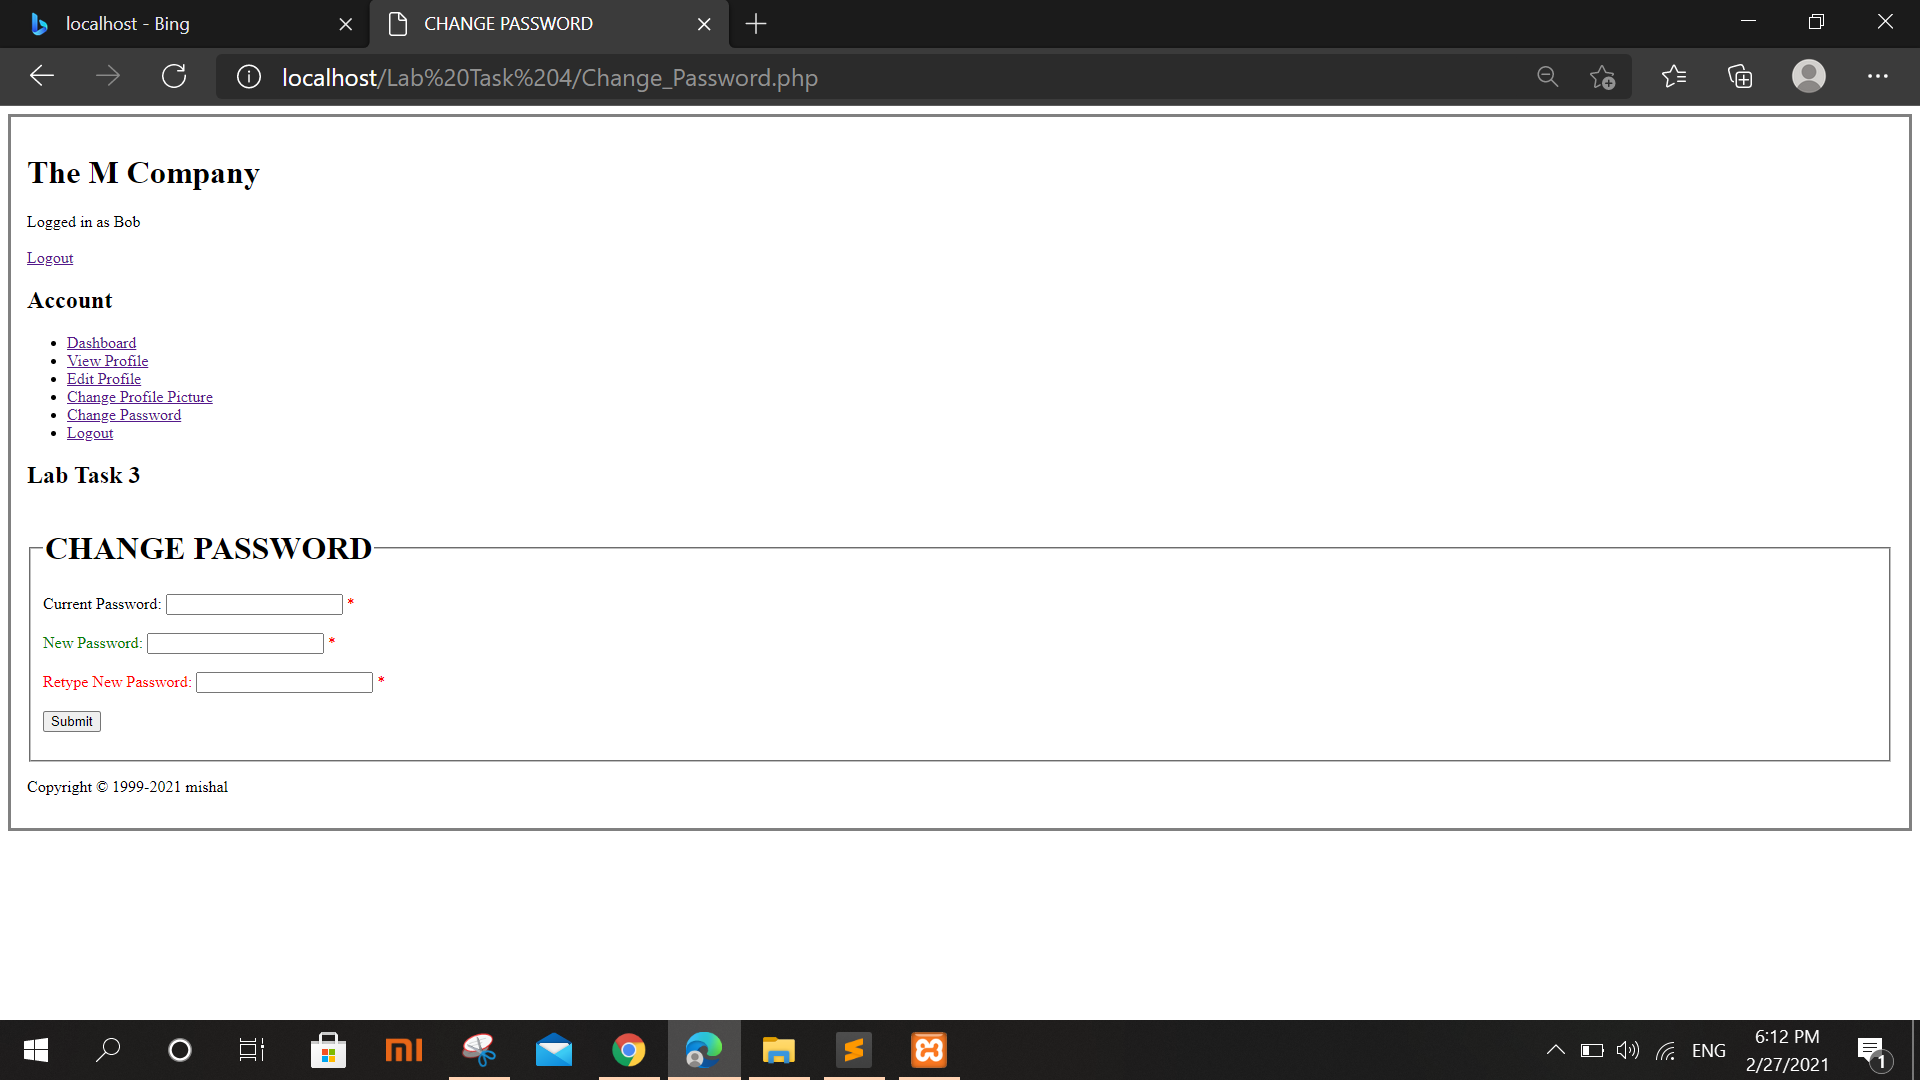 localhost - Bing
CHANGE PASSWORD
localhost/Lab%20Task%204/Change_Password.php
The M Company
Logged in as Bob
Logout
Account
Dashboard
View Profile
Edit Profile
Change Profile Picture
Change Password
Logout
Lab Task 3
CHANGE PASSWORD
Current Password: *
New Password: *
Retype New Password: *
Submit
Copyright © 1999-2021 mishal
ENG
6:12 PM
2/27/2021
1